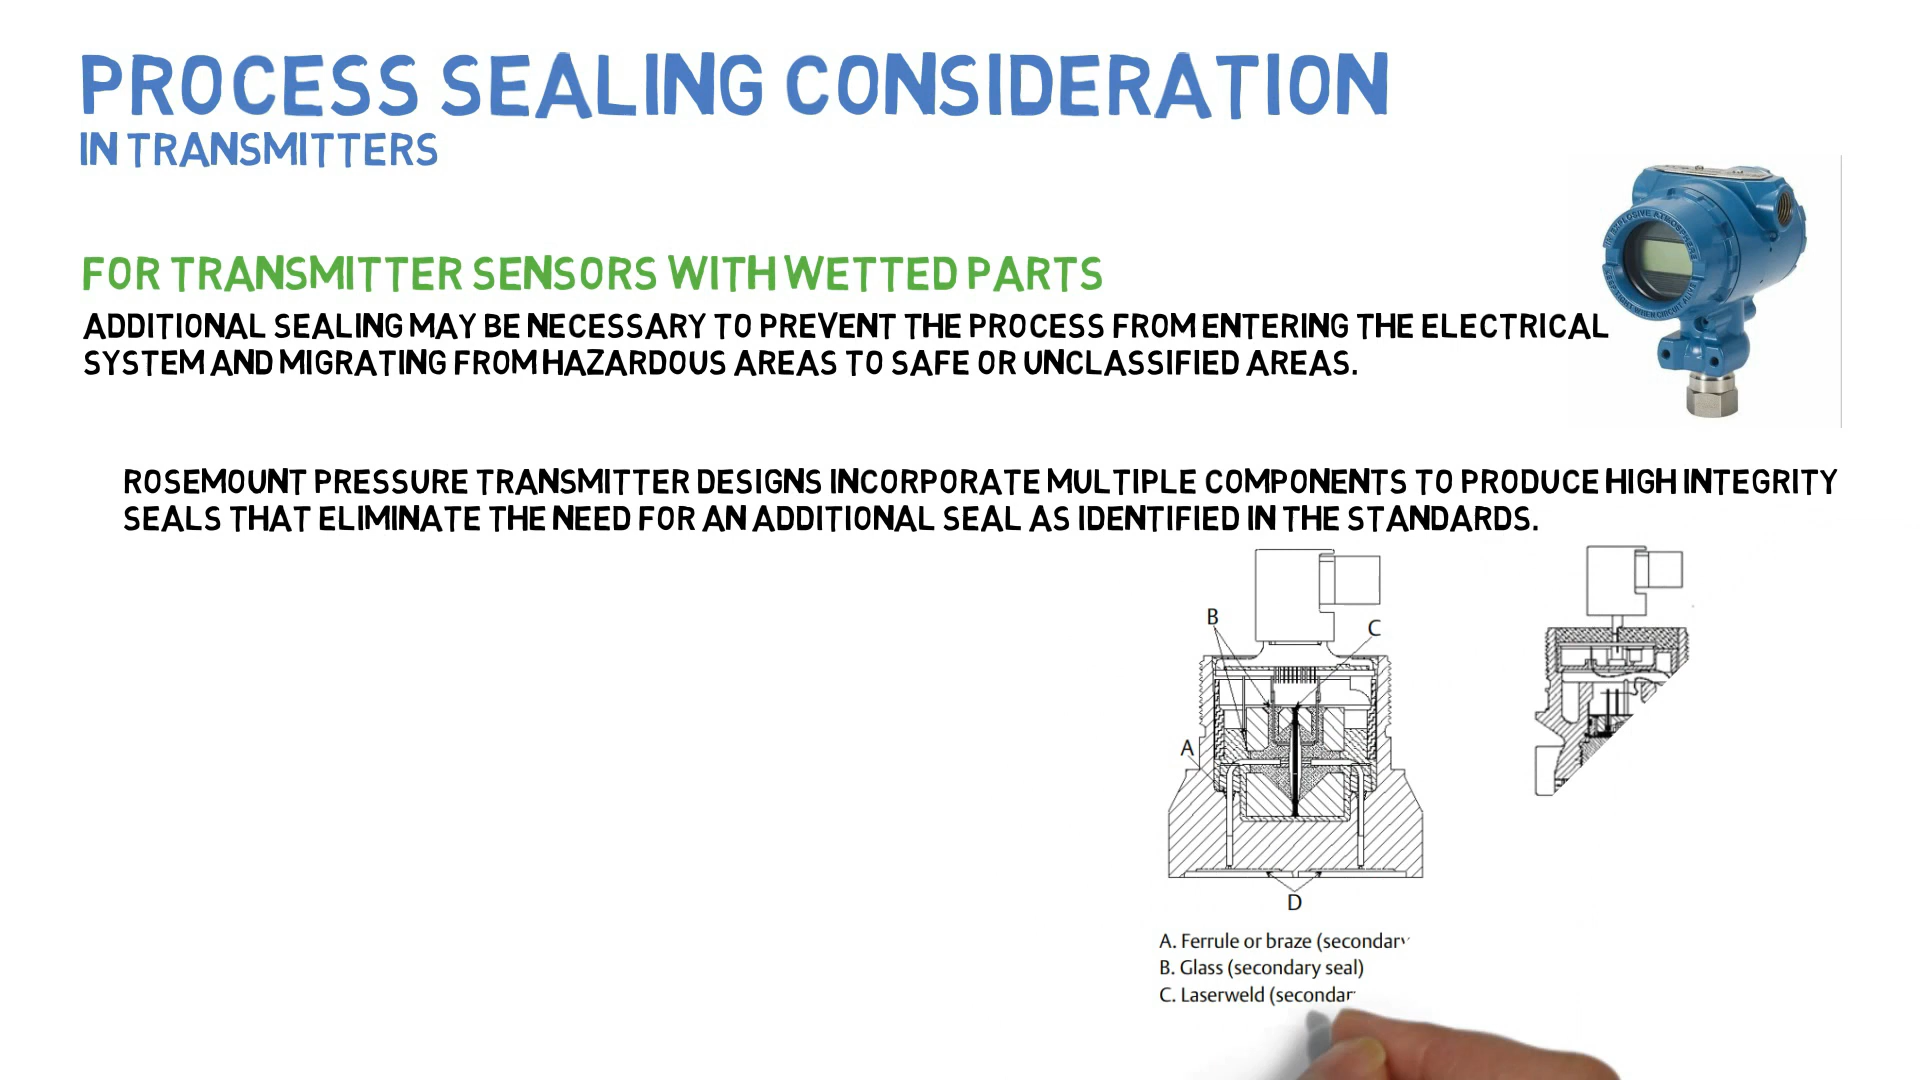 PROCESS SEALING CONSIDERATION
IN TRANSMITTERS
FOR TRANSMITTER SENSORS WITH WETTED PARTS
ADDITIONAL SEALING MAY BE NECESSARY TO PREVENT THE PROCESS FROM ENTERING THE ELECTRICAL
SYSTEM AND MIGRATING FROM HAZARDOUS AREAS TO SAFE OR UNCLASSIFIED AREAS.
ROSEMOUNT PRESSURE TRANSMITTER DESIGNS INCORPORATE MULTIPLE COMPONENTS TO PRODUCE HIGH INTEGRITY
SEALS THAT ELIMINATE THE NEED FOR AN ADDITIONAL SEAL AS IDENTIFIED IN THE STANDARDS.
B
C
A
D
A. Ferrule or braze (secondary
B. Glass (secondary seal)
C. Laserweld (secondar